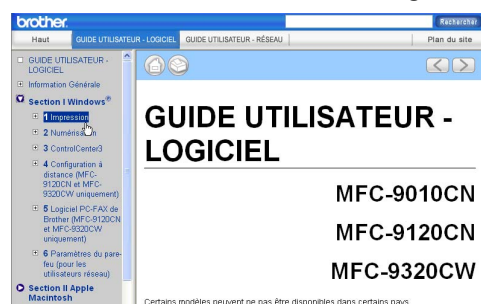 brother.
Rechercher
Haut
GUIDE UTILISATEUR - LOGICIEL
GUIDE UTILISATEUR - RÉSEAU
Plan du site
GUIDE UTILISATEUR -
LOGICIEL
Information Générale
Section I Windows®
1 Impression
2 Numérisation
3 ControlCenter3
4 Configuration à
distance (MFC-
9120CN et MFC-
9320CW uniquement)
5 Logiciel PC-FAX de
Brother (MFC-9120CN
et MFC-9320CW
uniquement)
6 Paramètres du pare-
feu (pour les
utilisateurs réseau)
Section II Apple
Macintosh
GUIDE UTILISATEUR -
LOGICIEL
MFC-9010CN
MFC-9120CN
MFC-9320CW
Certains modèles peuvent ne pas être disponibles dans certains pays.